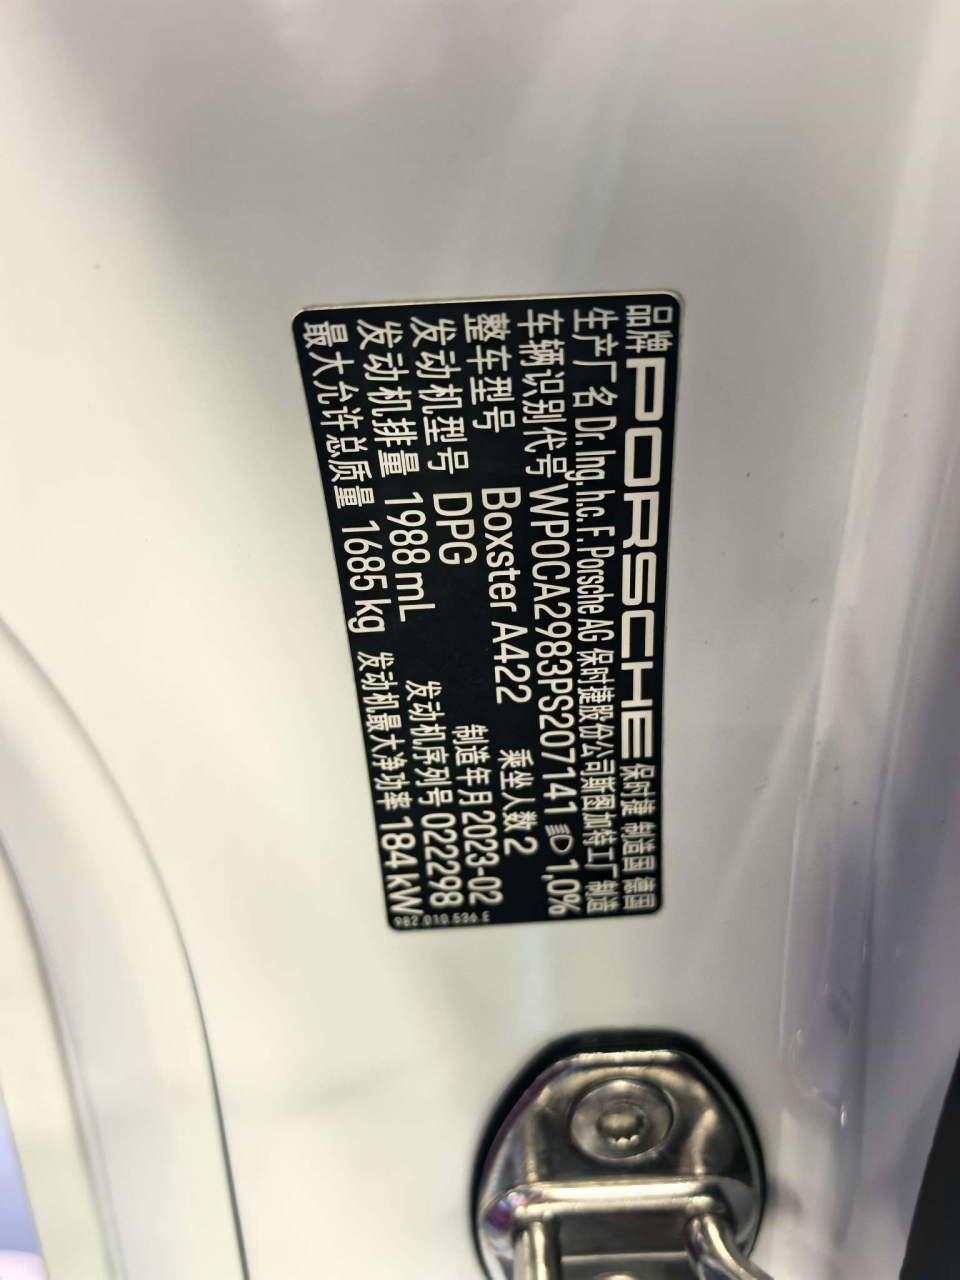 品牌 PORSCHE 保时捷 制造国 德国
生产厂名 Dr. Ing. h.c. F. Porsche AG 保时捷股份公司斯图加特工厂 制造
车辆识别代号 WP0CA2983PS207141 1,0%
整车型号 Boxster A422 乘坐人数 2
发动机型号 DPG 制造年月 2023-02
发动机排量 1988 mL 发动机序列号 022298
最大允许总质量 1685 kg 发动机最大净功率 184 kW
982.010.536.E